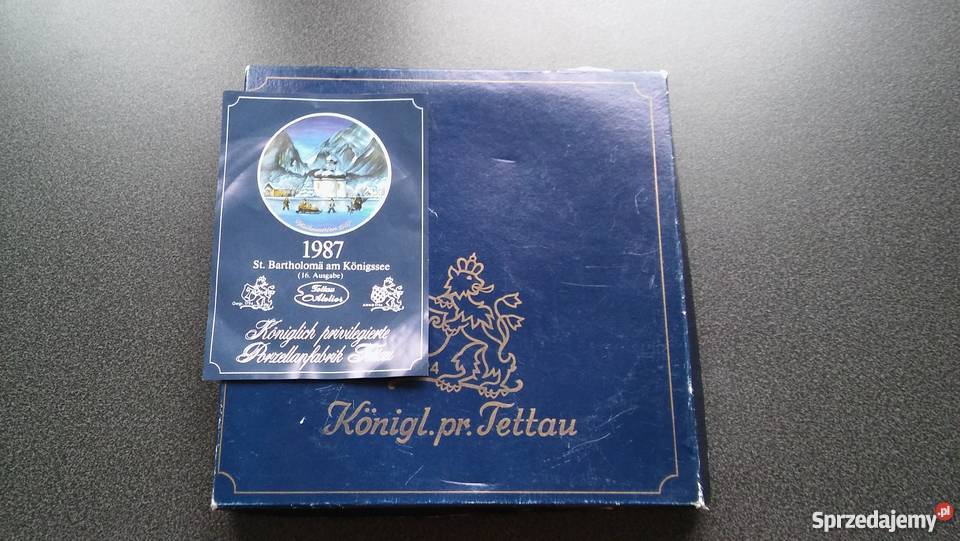 1987
St. Bartholomä am Königssee
(16. Ausgabe)
Tettau
Atelier
Königlich privilegierte
Porzellanfabrik Tettau
Königl. pr. Tettau
Sprzedajemy.pl